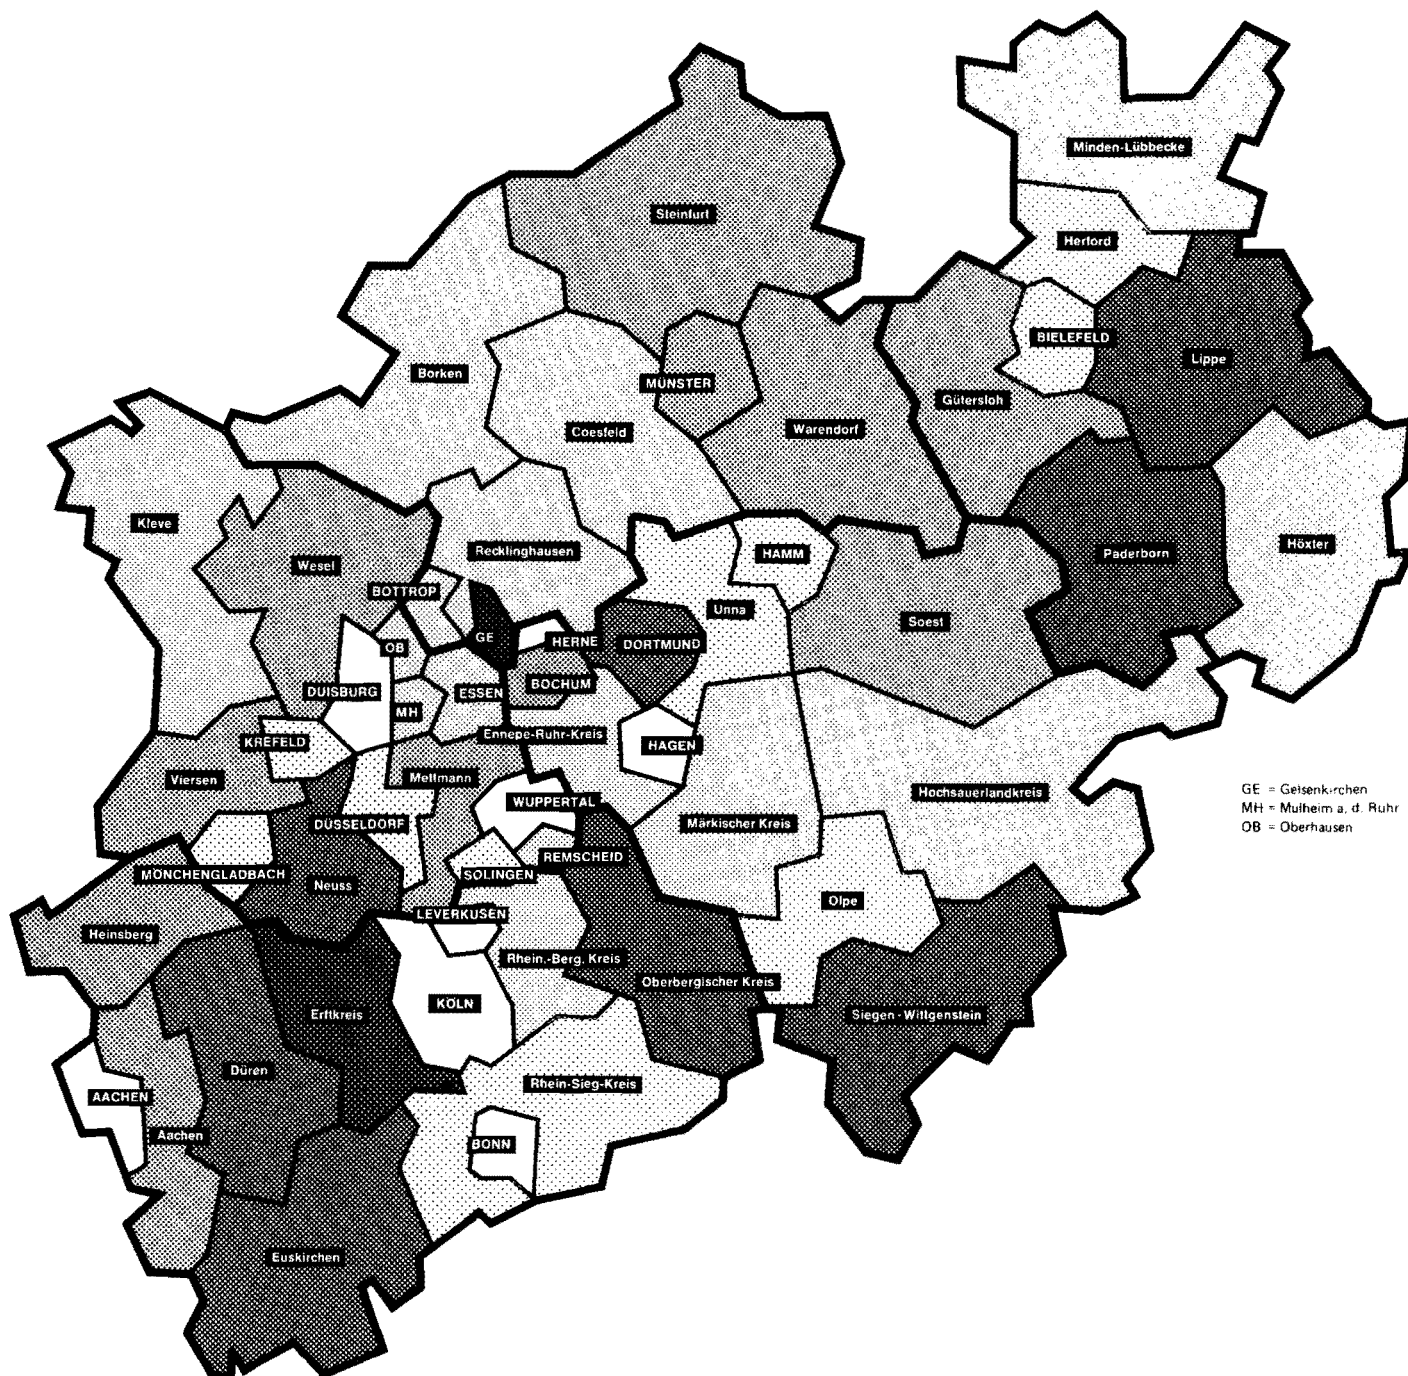 Minden-Lübbecke
Steinfurt
Herford
BIELEFELD
Lippe
Borken
MÜNSTER
Gütersloh
Coesfeld
Warendorf
Kleve
Recklinghausen
HAMM
Paderborn
Höxter
Wesel
BOTTROP
Unna
Soest
GE
HERNE
DORTMUND
OB
BOCHUM
DUISBURG
ESSEN
MH
KREFELD
Ennepe-Ruhr-Kreis
HAGEN
Viersen
Mettmann
Hochsauerlandkreis
GE = Gelsenkirchen
MH = Mülheim a. d. Ruhr
OB = Oberhausen
WUPPERTAL
DÜSSELDORF
Märkischer Kreis
REMSCHEID
MÖNCHENGLADBACH
SOLINGEN
Neuss
Olpe
LEVERKUSEN
Heinsberg
Rhein.-Berg. Kreis
Oberbergischer Kreis
KÖLN
Erftkreis
Siegen-Wittgenstein
Düren
Rhein-Sieg-Kreis
AACHEN
Aachen
BONN
Euskirchen